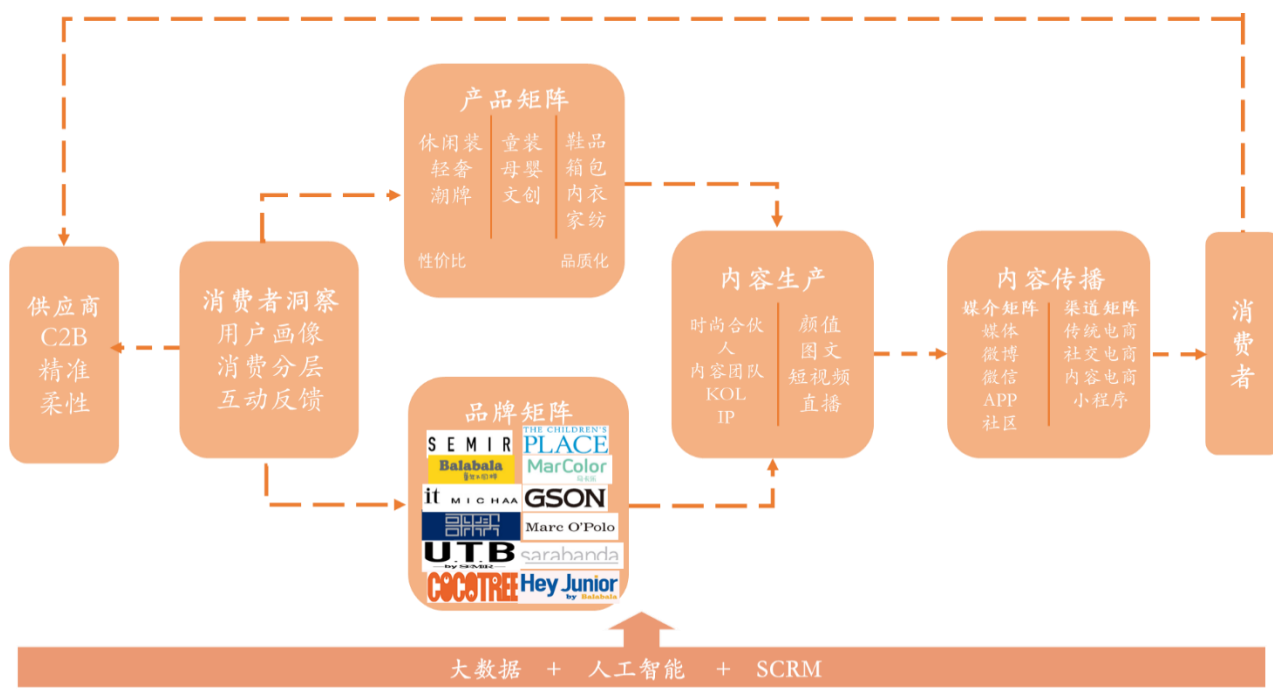 产品矩阵
休闲装
轻奢
潮牌
童装
母婴
文创
鞋品
箱包
内衣
家纺
性价比
品质化
供应商
C2B
精准
柔性
消费者洞察
用户画像
消费分层
互动反馈
品牌矩阵
SEMIR
THE CHILDREN'S
PLACE
Balabala
MarColor
it MICHAA
GSON
Marc O'Polo
U.T.B
by SEMIR
sarabanda
COCOTREE
Hey Junior
by Balabala
内容生产
时尚合伙
人
内容团队
KOL
IP
颜值
图文
短视频
直播
内容传播
媒介矩阵
媒体
微博
微信
APP
社区
渠道矩阵
传统电商
社交电商
内容电商
小程序
消费者
大数据 + 人工智能 + SCRM